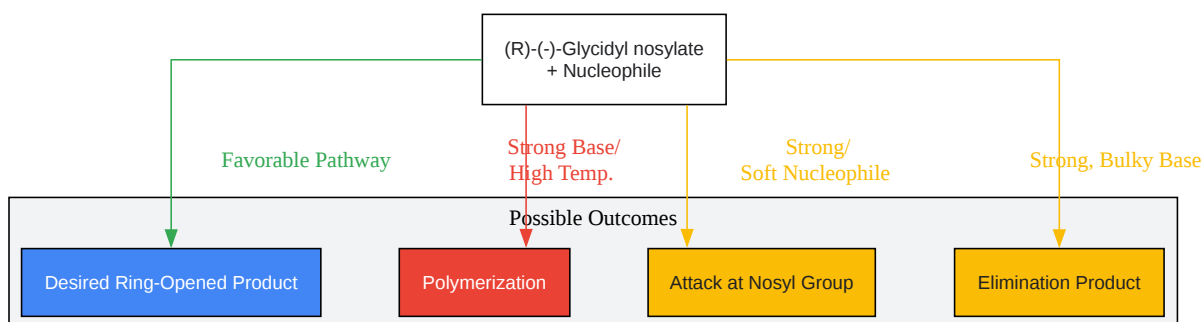 (R)-(-)-Glycidyl nosylate
+ Nucleophile
Favorable Pathway
Strong Base/
High Temp.
Strong/
Soft Nucleophile
Strong, Bulky Base
Possible Outcomes
Desired Ring-Opened Product
Polymerization
Attack at Nosyl Group
Elimination Product